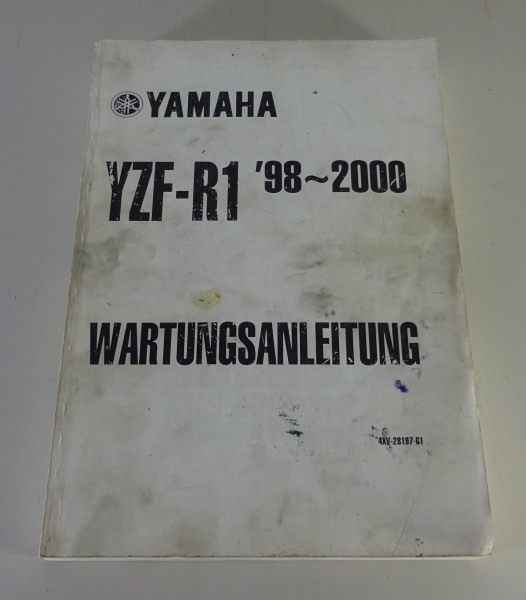 YAMAHA
YZF-R1 '98~2000
WARTUNGSANLEITUNG
4XV-28197-G1